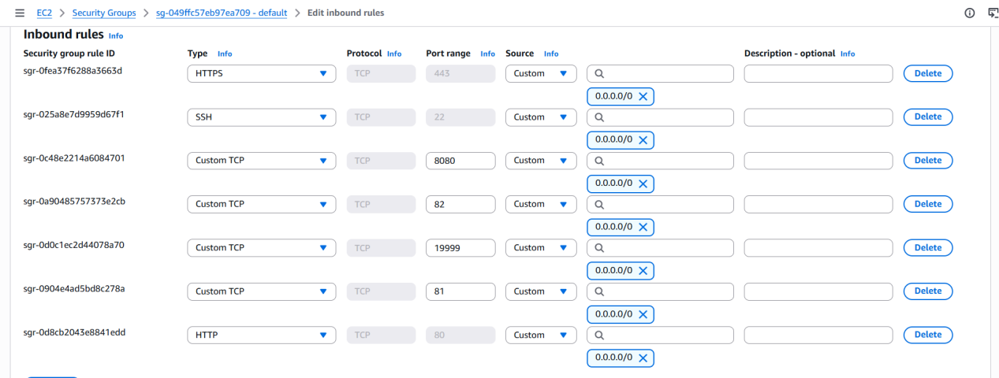 EC2 > Security Groups > sg-049ffc57eb97ea709 - default > Edit inbound rules
Inbound rules Info
Security group rule ID Type Info Protocol Info Port range Info Source Info Description - optional Info
sgr-0fea37f6288a3663d HTTPS TCP 443 Custom Delete
0.0.0.0/0
sgr-025a8e7d9959d67f1 SSH TCP 22 Custom Delete
0.0.0.0/0
sgr-0c48e2214a6084701 Custom TCP TCP 8080 Custom Delete
0.0.0.0/0
sgr-0a90485757373e2cb Custom TCP TCP 82 Custom Delete
0.0.0.0/0
sgr-0d0c1ec2d44078a70 Custom TCP TCP 19999 Custom Delete
0.0.0.0/0
sgr-0904e4ad5bd8c278a Custom TCP TCP 81 Custom Delete
0.0.0.0/0
sgr-0d8cb2043e8841edd HTTP TCP 80 Custom Delete
0.0.0.0/0